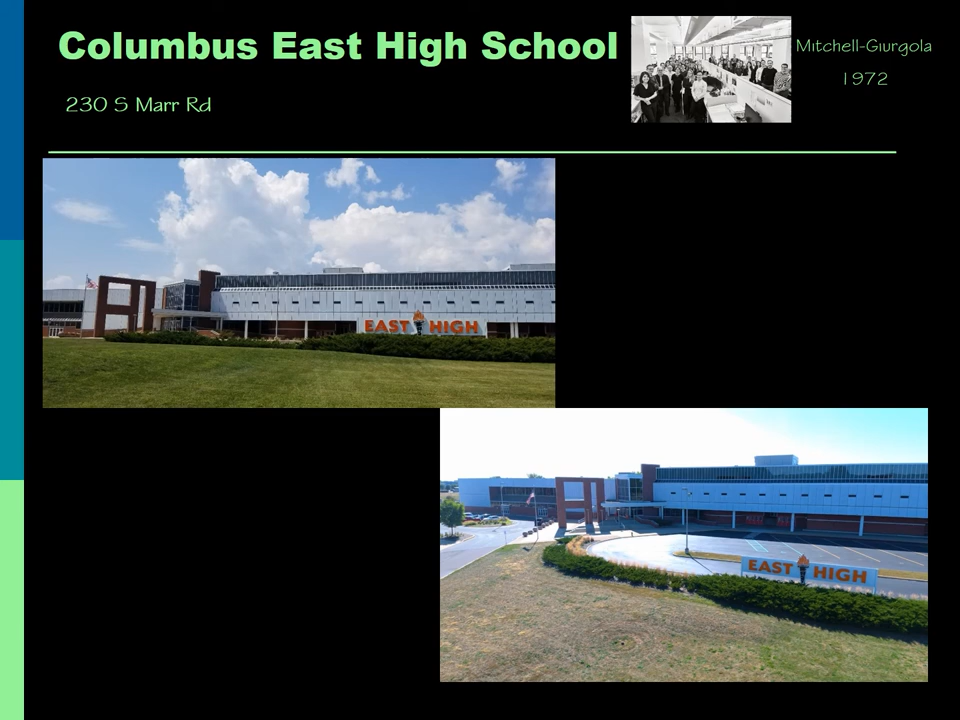 Columbus East High School
Mitchell-Giurgola
1972
230 S Marr Rd
EAST HIGH
EAST HIGH